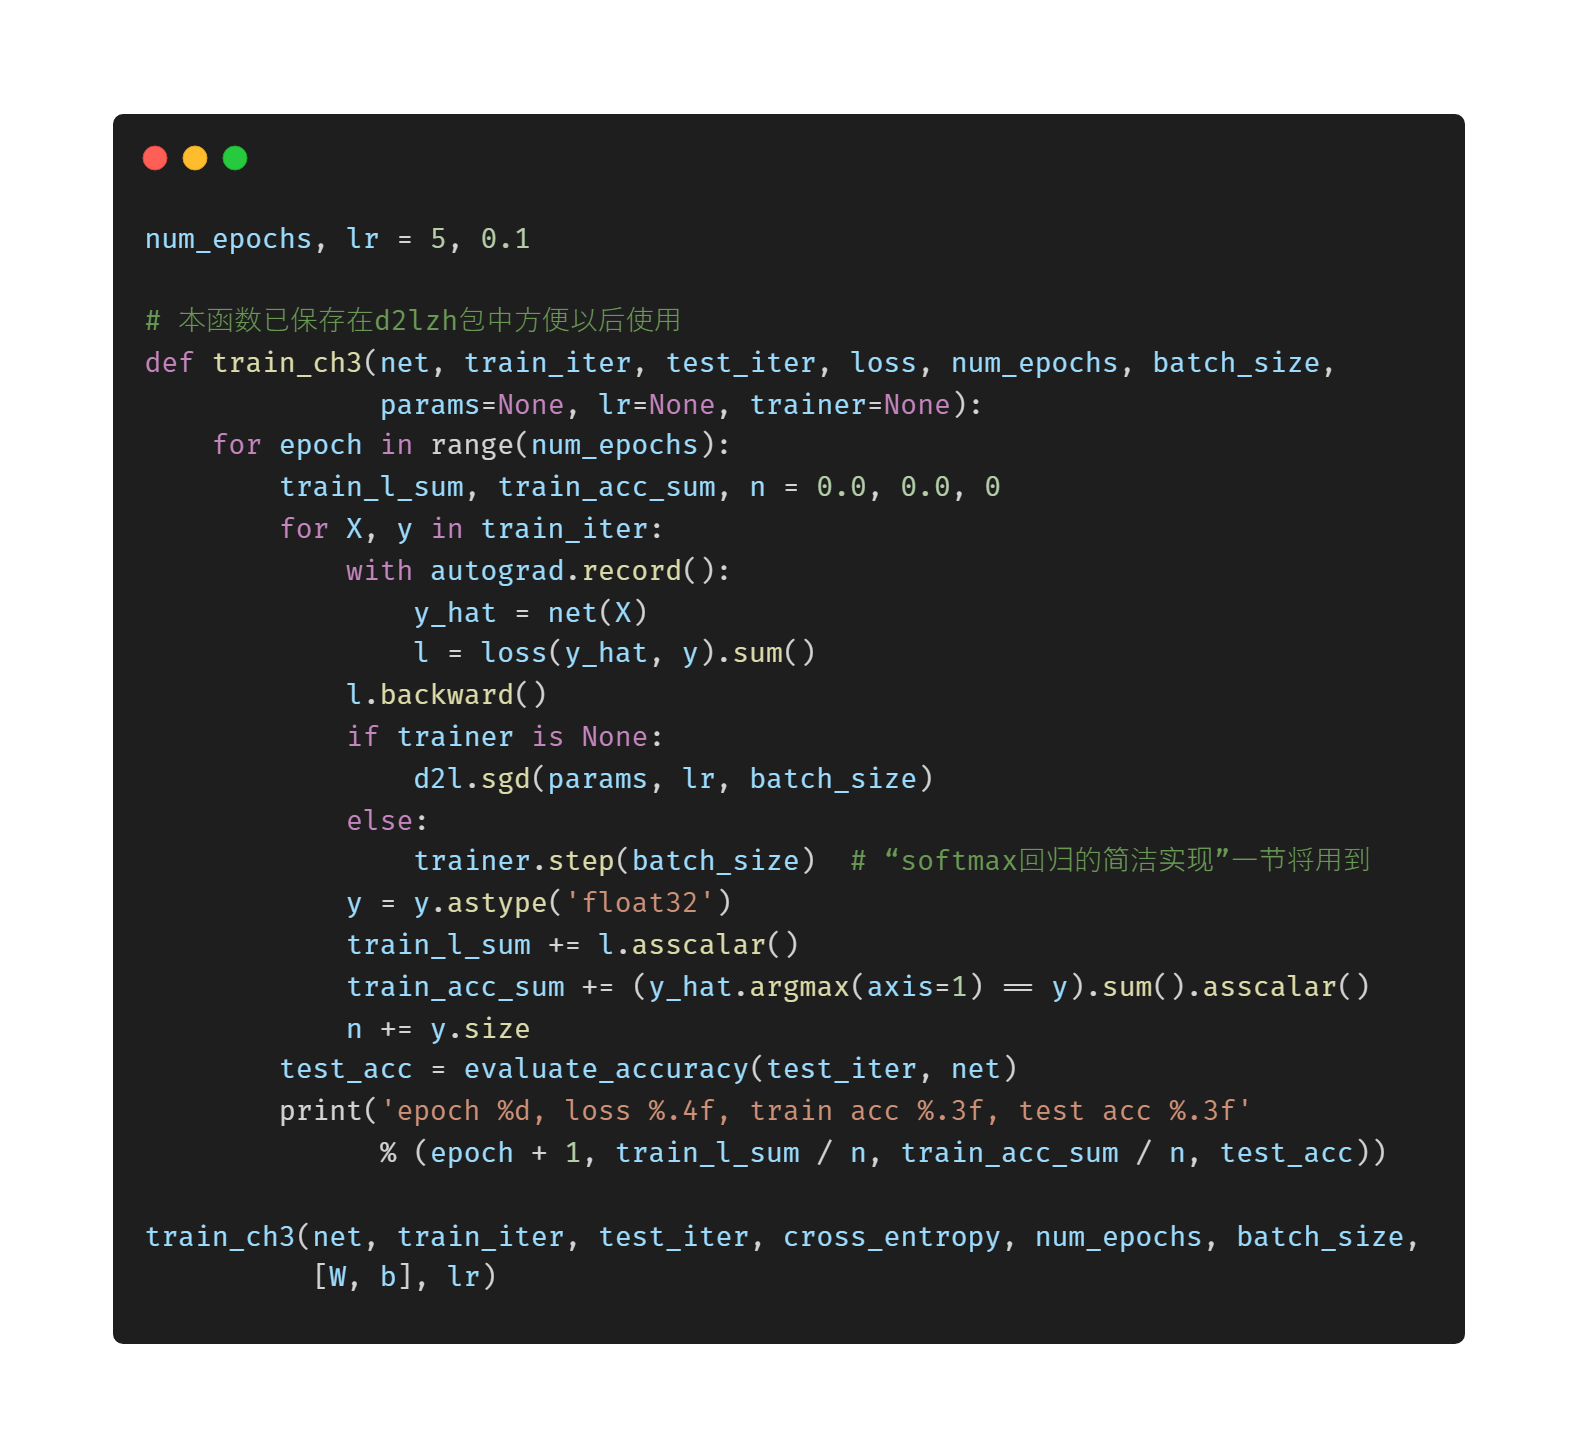 num_epochs, lr = 5, 0.1

# 本函数已保存在d2lzh包中方便以后使用
def train_ch3(net, train_iter, test_iter, loss, num_epochs, batch_size,
              params=None, lr=None, trainer=None):
    for epoch in range(num_epochs):
        train_l_sum, train_acc_sum, n = 0.0, 0.0, 0
        for X, y in train_iter:
            with autograd.record():
                y_hat = net(X)
                l = loss(y_hat, y).sum()
            l.backward()
            if trainer is None:
                d2l.sgd(params, lr, batch_size)
            else:
                trainer.step(batch_size)  # “softmax回归的简洁实现”一节将用到
            y = y.astype('float32')
            train_l_sum += l.asscalar()
            train_acc_sum += (y_hat.argmax(axis=1) == y).sum().asscalar()
            n += y.size
        test_acc = evaluate_accuracy(test_iter, net)
        print('epoch %d, loss %.4f, train acc %.3f, test acc %.3f'
              % (epoch + 1, train_l_sum / n, train_acc_sum / n, test_acc))

train_ch3(net, train_iter, test_iter, cross_entropy, num_epochs, batch_size,
          [W, b], lr)